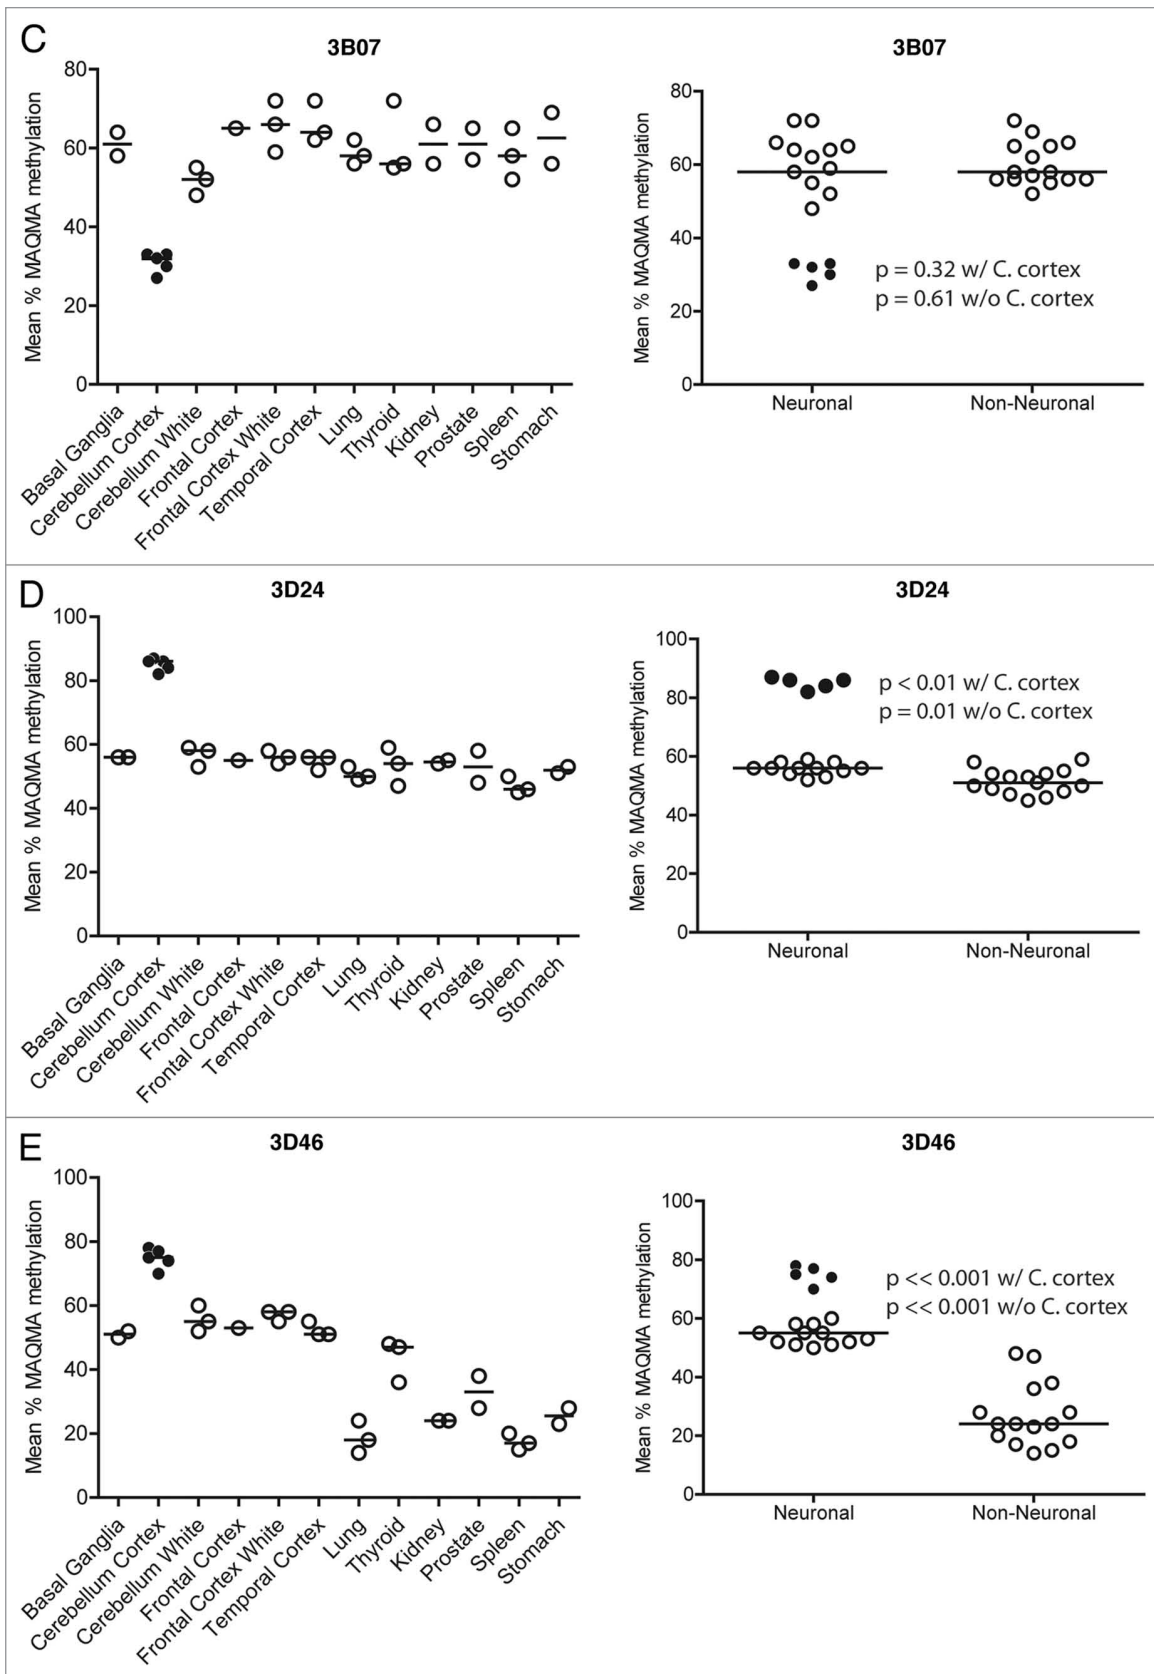 C
3B07
3B07
Mean % MAQMA methylation
80
60
40
20
0
Basal Ganglia
Cerebellum Cortex
Cerebellum White
Frontal Cortex
Frontal Cortex White
Temporal Cortex
Lung
Thyroid
Kidney
Prostate
Spleen
Stomach
Mean % MAQMA methylation
80
60
40
20
0
p = 0.32 w/ C. cortex
p = 0.61 w/o C. cortex
Neuronal
Non-Neuronal
D
3D24
3D24
Mean % MAQMA methylation
100
80
60
40
20
0
Basal Ganglia
Cerebellum Cortex
Cerebellum White
Frontal Cortex
Frontal Cortex White
Temporal Cortex
Lung
Thyroid
Kidney
Prostate
Spleen
Stomach
Mean % MAQMA methylation
100
80
60
40
20
0
p < 0.01 w/ C. cortex
p = 0.01 w/o C. cortex
Neuronal
Non-Neuronal
E
3D46
3D46
Mean % MAQMA methylation
100
80
60
40
20
0
Basal Ganglia
Cerebellum Cortex
Cerebellum White
Frontal Cortex
Frontal Cortex White
Temporal Cortex
Lung
Thyroid
Kidney
Prostate
Spleen
Stomach
Mean % MAQMA methylation
100
80
60
40
20
0
p << 0.001 w/ C. cortex
p << 0.001 w/o C. cortex
Neuronal
Non-Neuronal